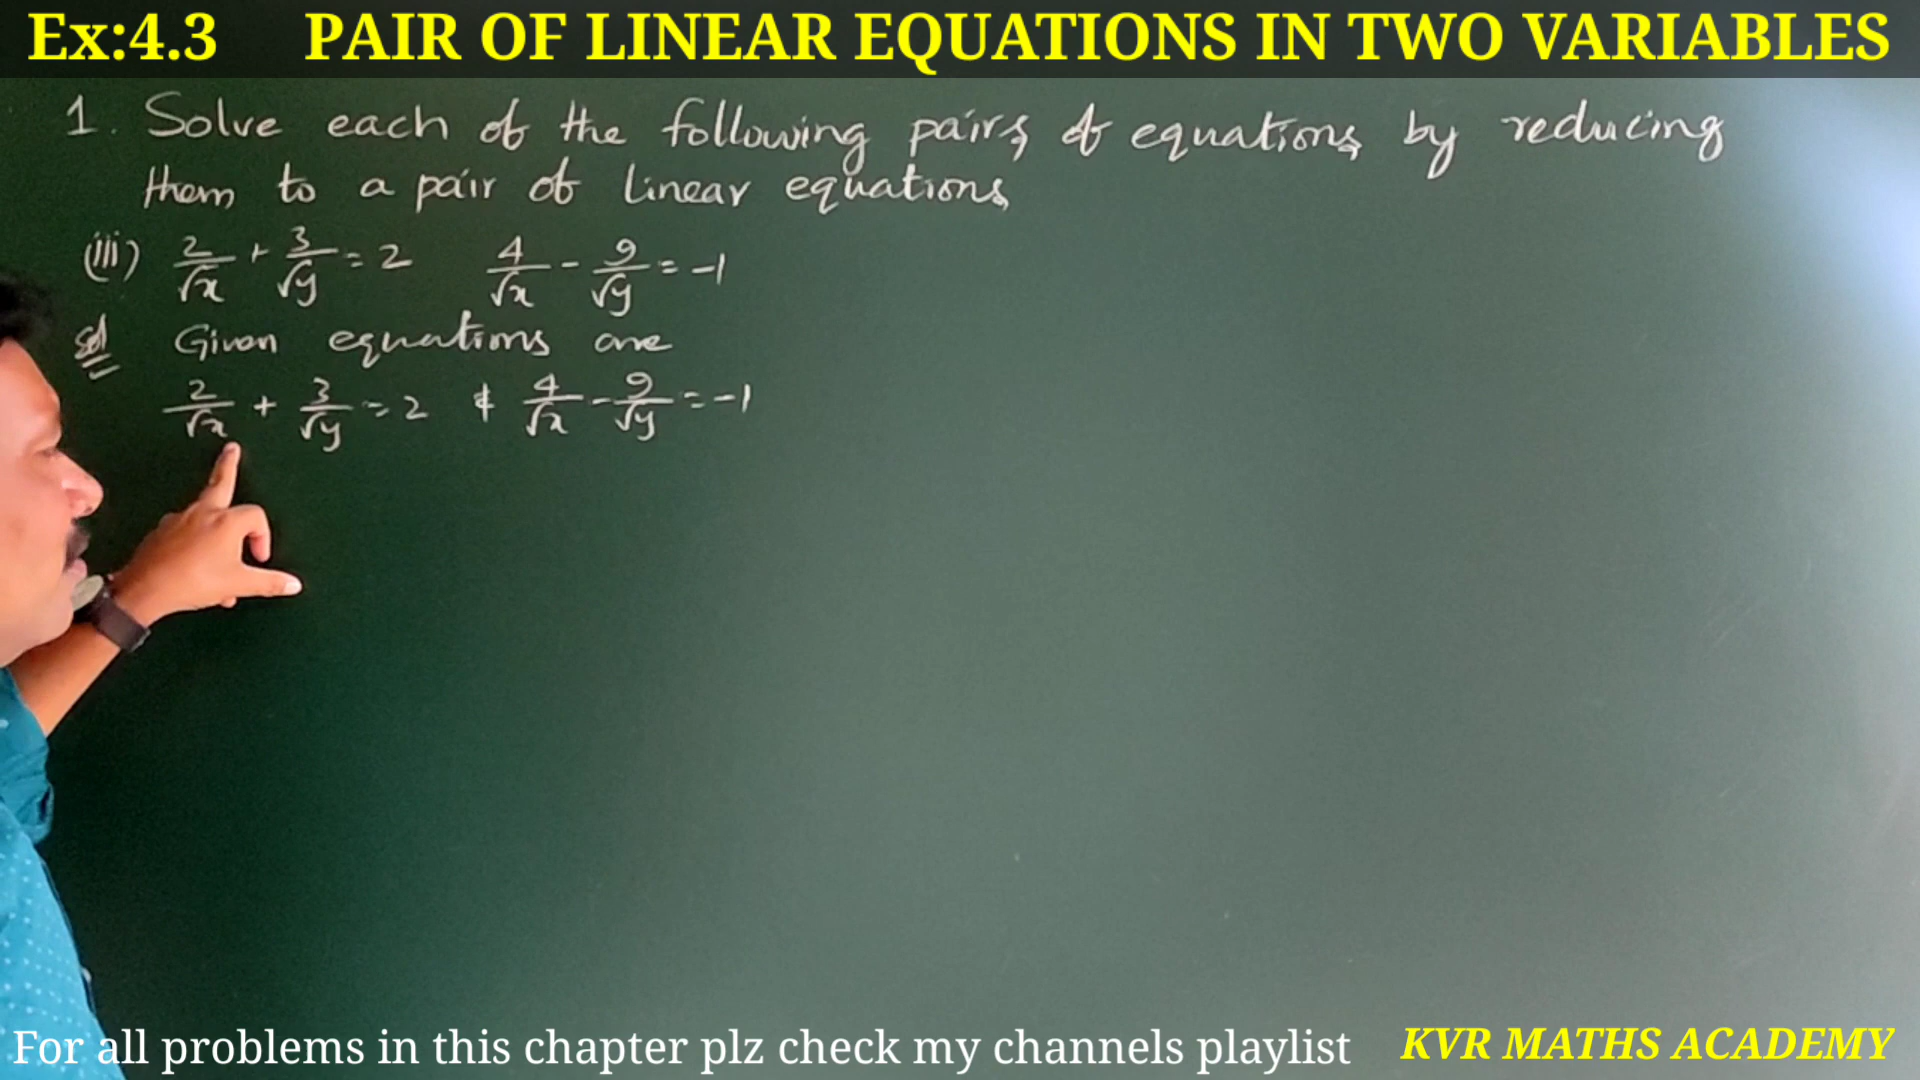 Ex:4.3 PAIR OF LINEAR EQUATIONS IN TWO VARIABLES
1. Solve each of the following pairs of equations by reducing
them to a pair of linear equations
(iii) 2/√x + 3/√y = 2 4/√x - 9/√y = -1
Sol Given equations are
2/√x + 3/√y = 2 & 4/√x - 9/√y = -1
For all problems in this chapter plz check my channels playlist
KVR MATHS ACADEMY